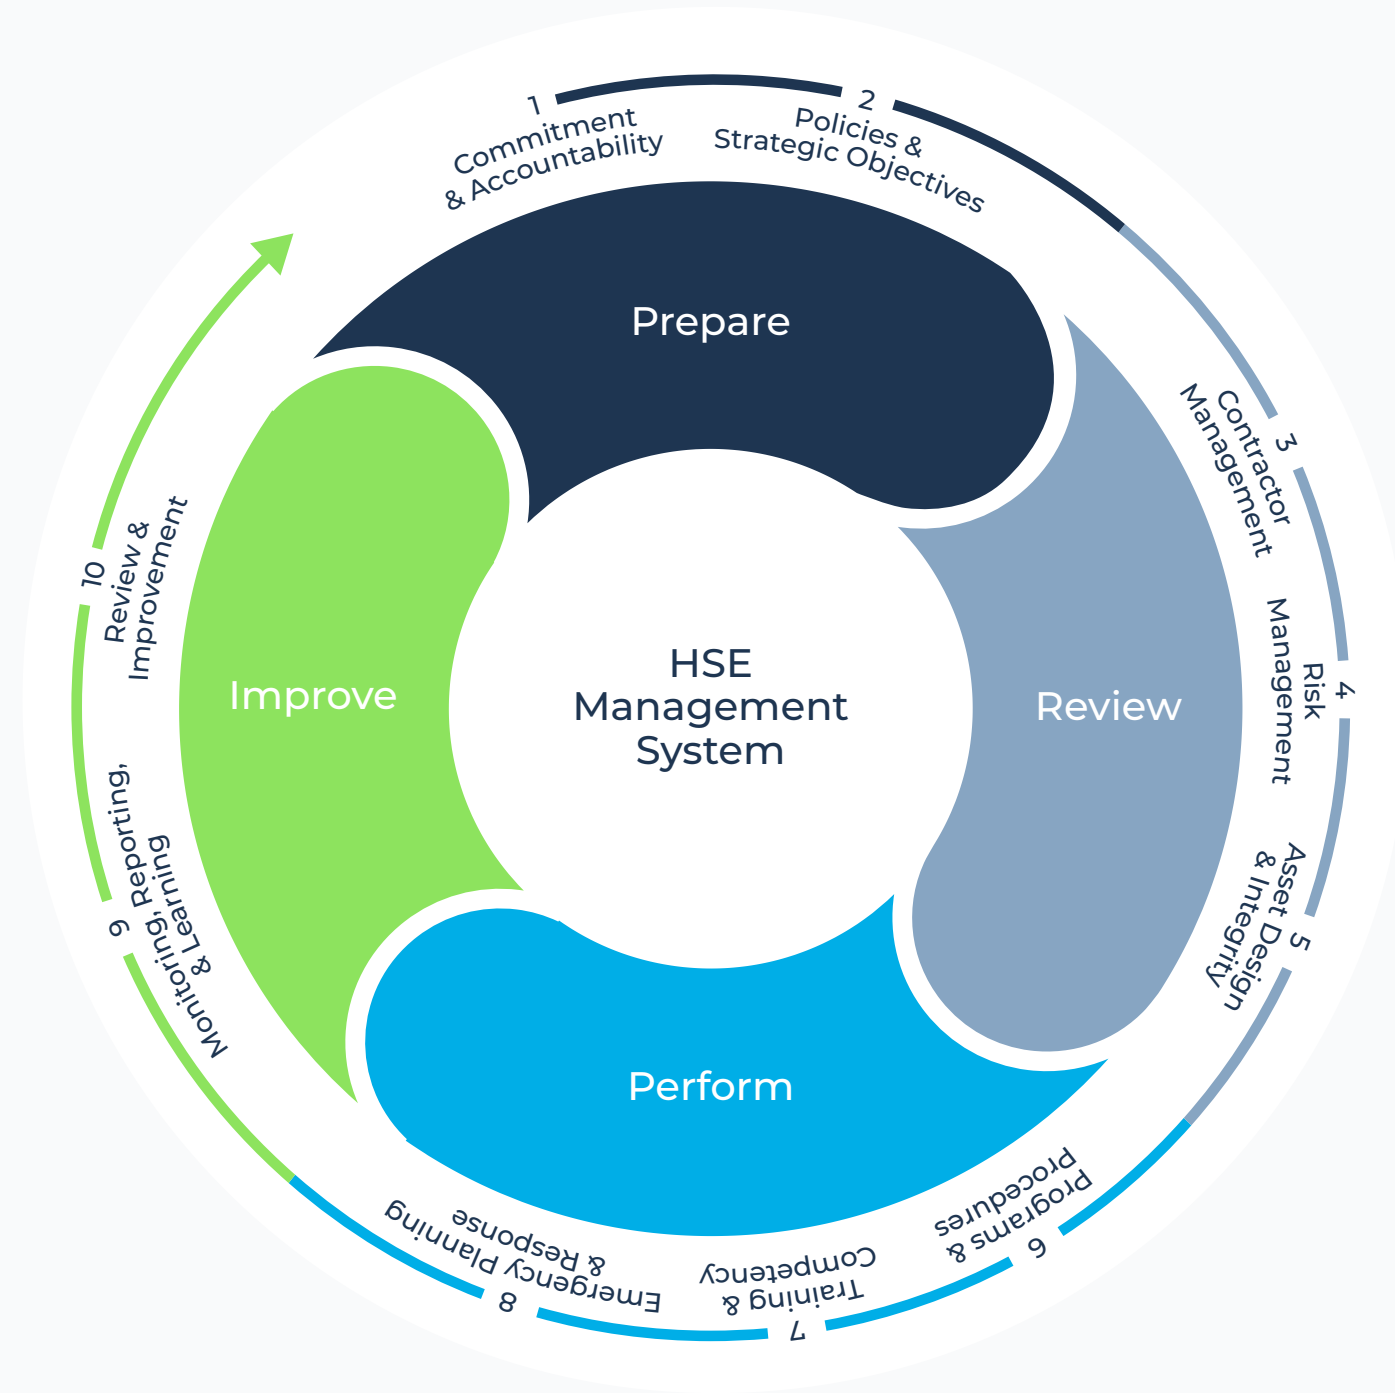 1
Commitment
& Accountability
2
Policies &
Strategic Objectives
3
Contractor
Management
4
Risk
Management
5
Asset Design
& Integrity
6
Programs &
Procedures
7
Training &
Competency
8
Emergency Planning
& Response
9
Monitoring, Reporting,
& Learning
10
Review &
Improvement
Prepare
Review
Perform
Improve
HSE
Management
System